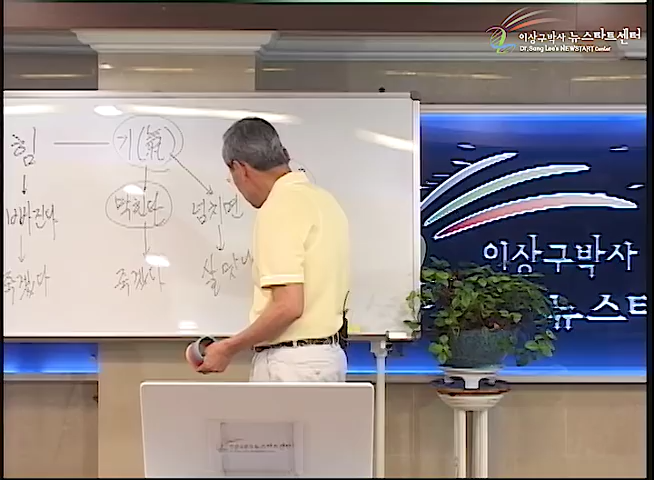 이상구박사 뉴스타트센터
Dr. Sang Lee's NEWSTART Center
힘 — 기(氣)
빠진다 막힌다 넘치면
죽겠다 죽겠다 살맛
이상구박사
뉴스타